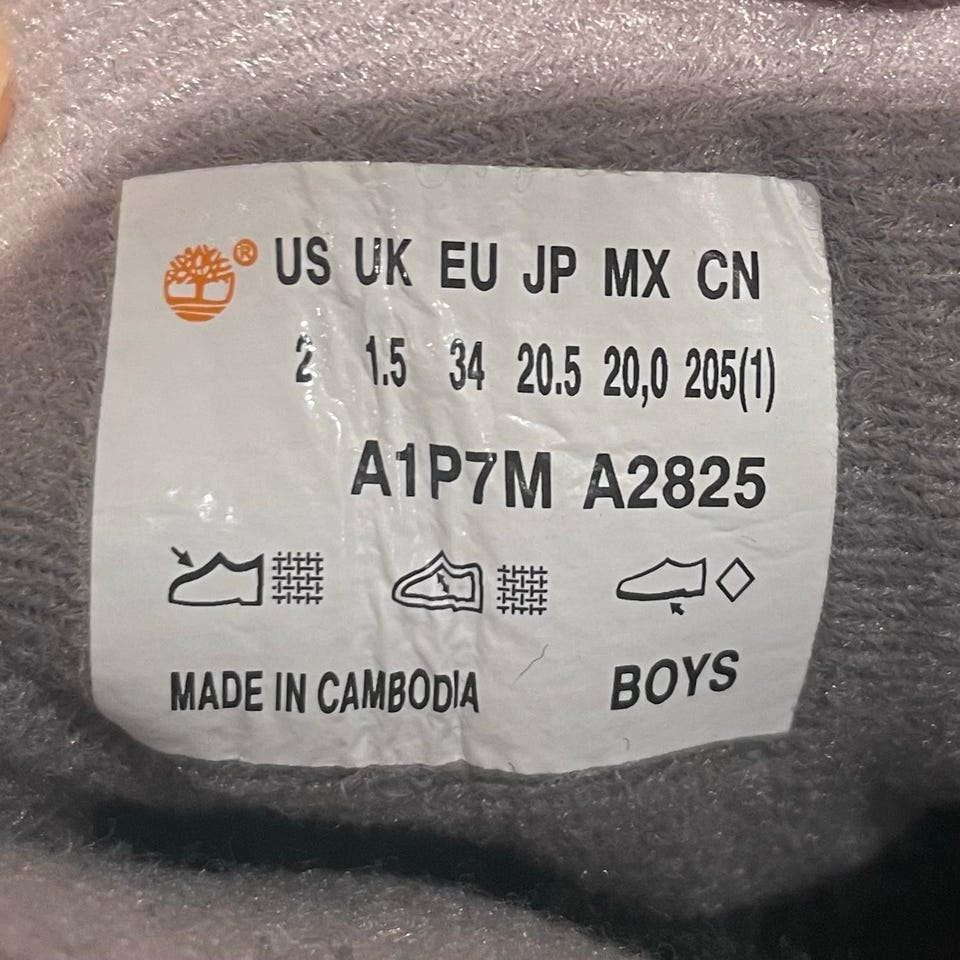 ® US UK EU JP MX CN
2 1.5 34 20.5 20,0 205(1)
A1P7M A2825
MADE IN CAMBODIA BOYS